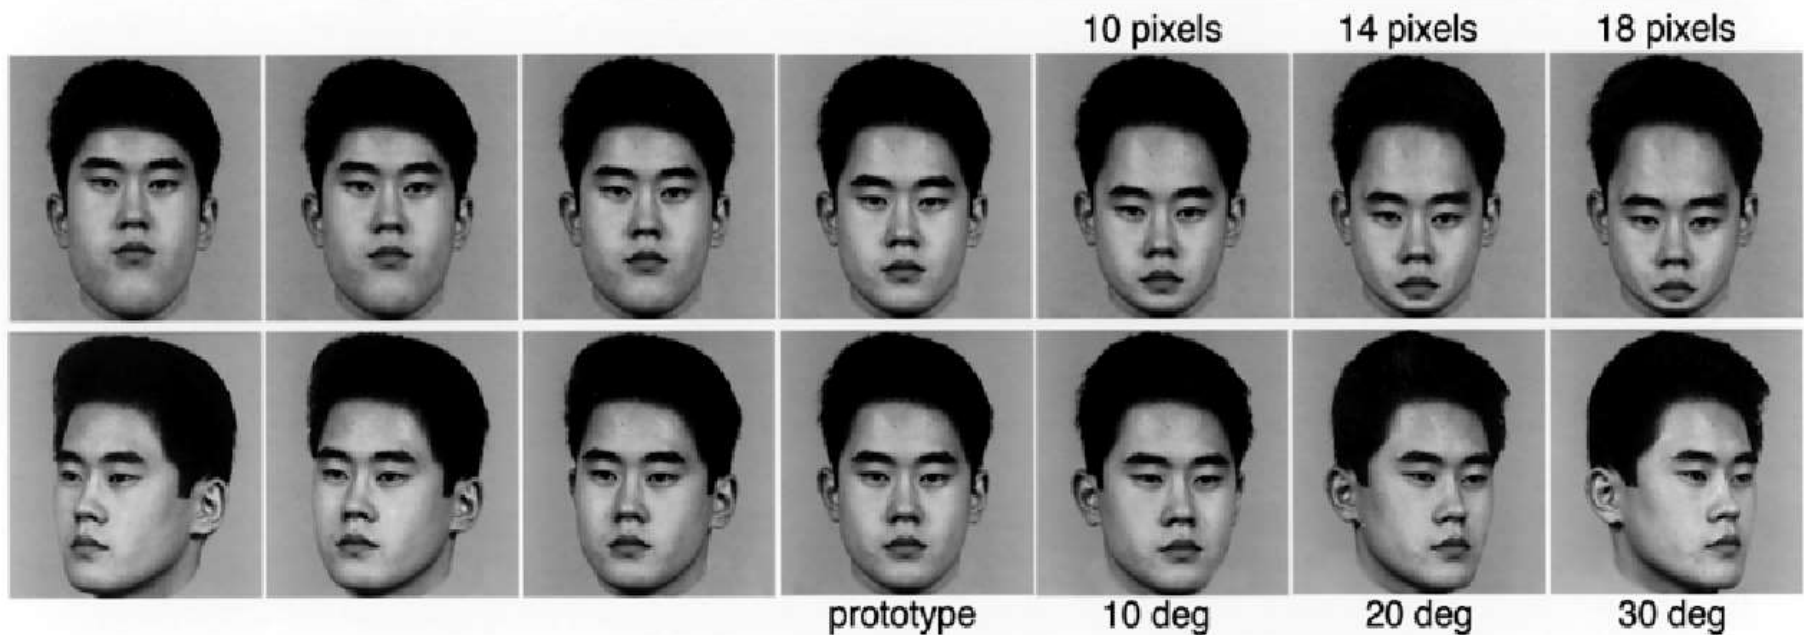 10 pixels 14 pixels 18 pixels
prototype 10 deg 20 deg 30 deg